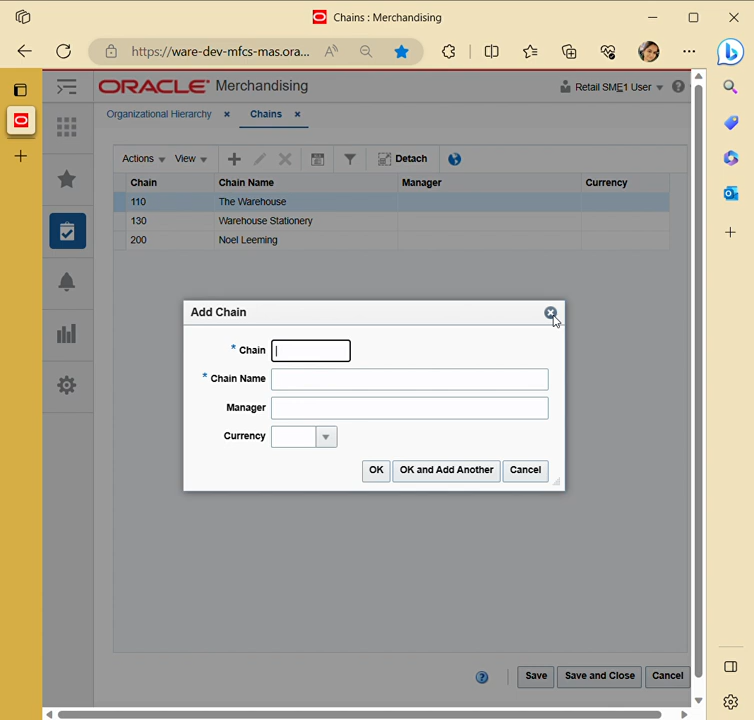 Chains : Merchandising
https://ware-dev-mfcs-mas.ora...
ORACLE Merchandising
Retail SME1 User
Organizational Hierarchy × Chains ×
Actions View Detach
Chain Chain Name Manager Currency
110 The Warehouse
130 Warehouse Stationery
200 Noel Leeming
Add Chain
* Chain
* Chain Name
Manager
Currency
OK OK and Add Another Cancel
Save Save and Close Cancel